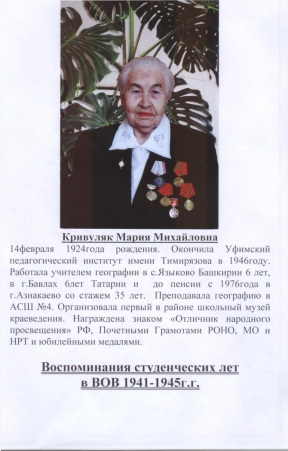 Кривуляк Мария Михайловна
14февраля 1924года рождения. Окончила Уфимский
педагогический институт имени Тимирязова в 1946году.
Работала учителем географии в с.Языково Башкирии 6 лет,
в г.Бавлах 6лет Татарии и до пенсии с 1976года в
г.Азнакаево со стажем 35 лет. Преподавала географию в
АСШ №4. Организовала первый в районе школьный музей
краеведения. Награждена знаком «Отличник народного
просвещения» РФ, Почетными Грамотами РОНО, МО и
НРТ и юбилейными медалями.
Воспоминания студенческих лет
в ВОВ 1941-1945г.г.